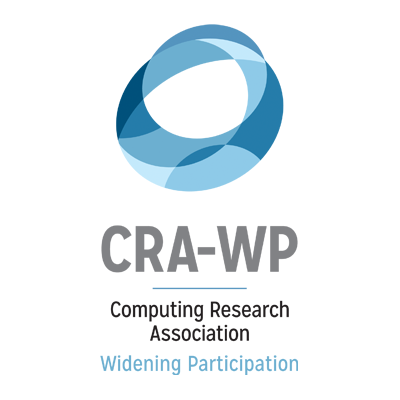 CRA-WP
Computing Research
Association
Widening Participation